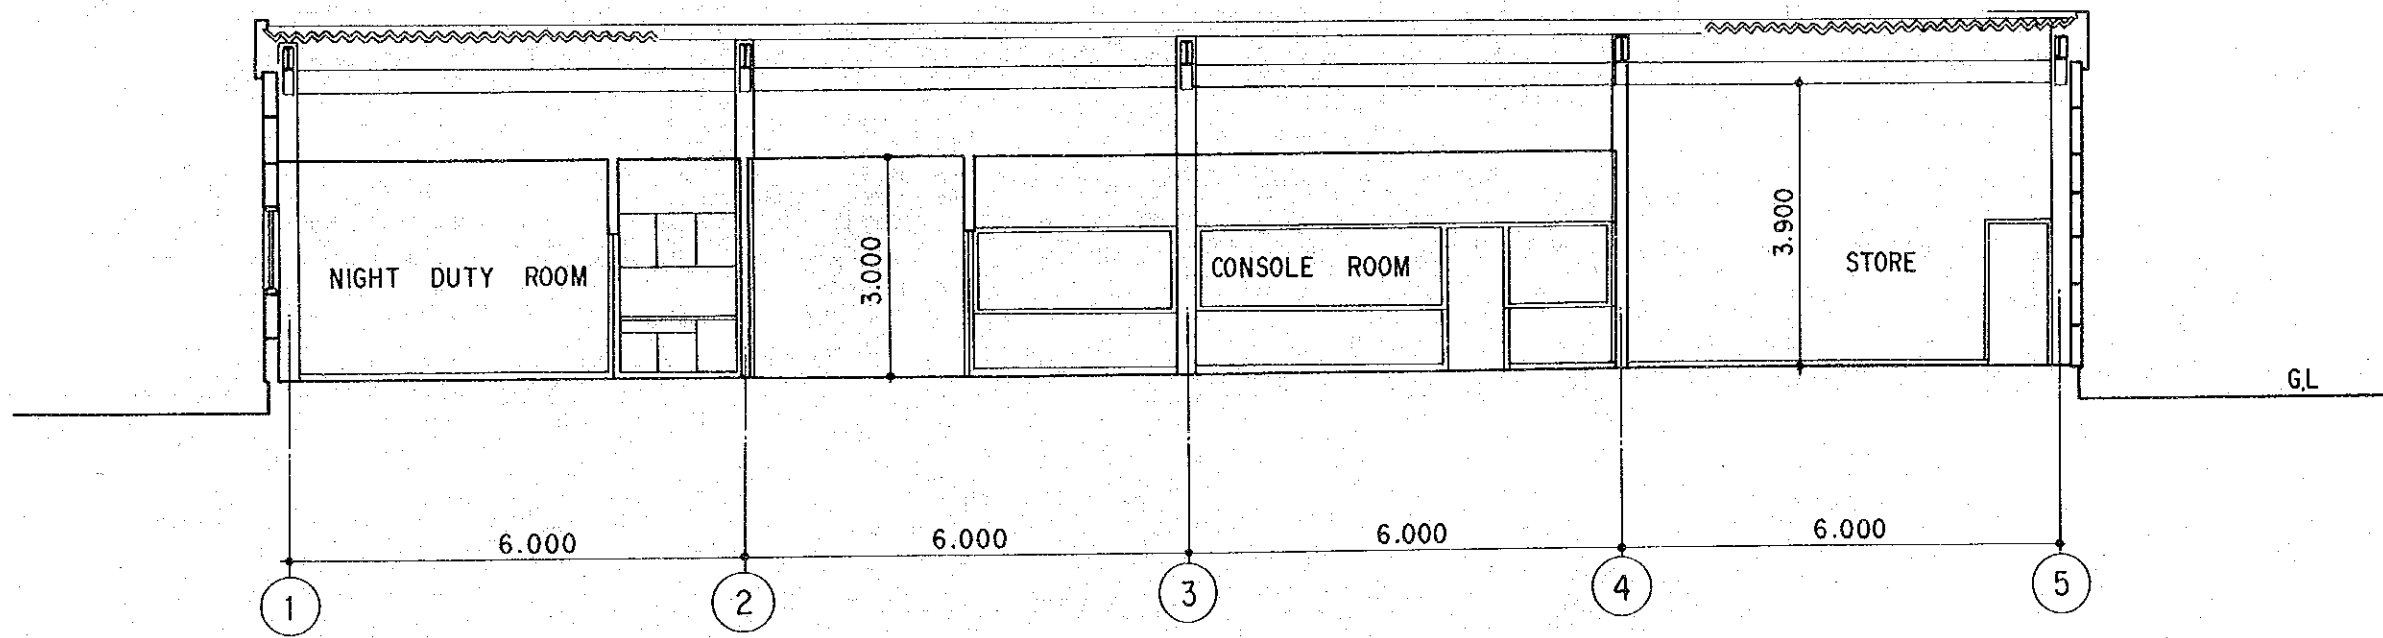 3.900
3.000
NIGHT DUTY ROOM
CONSOLE ROOM
STORE
G.L
6.000
6.000
6.000
6.000
1
2
3
4
5